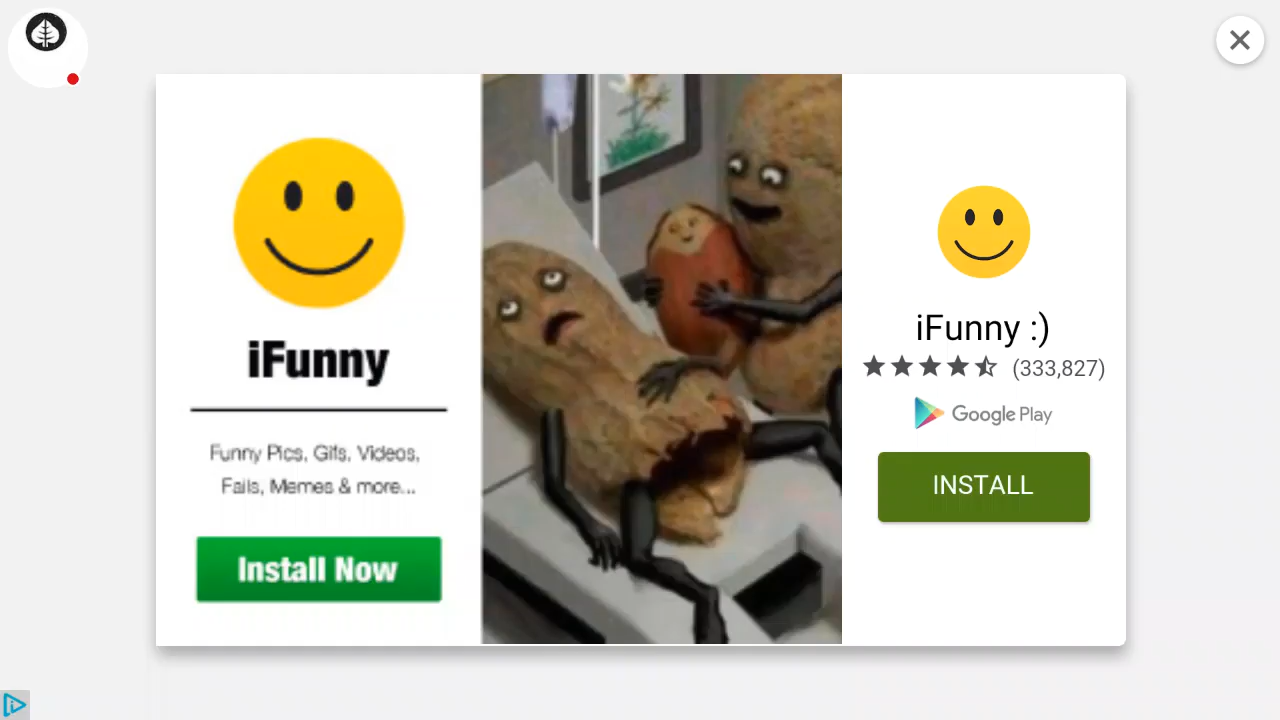 iFunny
Funny Pics, Gifs, Videos,
Fails, Memes & more...
Install Now
iFunny :)
(333,827)
Google Play
INSTALL